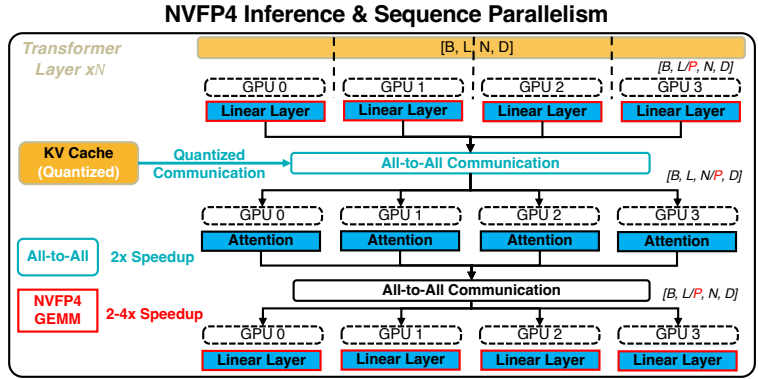 NVFP4 Inference & Sequence Parallelism
Transformer
Layer xN
[B, L, N, D]
[B, L/P, N, D]
GPU 0
GPU 1
GPU 2
GPU 3
Linear Layer
Linear Layer
Linear Layer
Linear Layer
KV Cache
(Quantized)
Quantized
Communication
All-to-All Communication
[B, L, N/P, D]
GPU 0
GPU 1
GPU 2
GPU 3
Attention
Attention
Attention
Attention
All-to-All
2x Speedup
All-to-All Communication
[B, L/P, N, D]
NVFP4
GEMM
2-4x Speedup
GPU 0
GPU 1
GPU 2
GPU 3
Linear Layer
Linear Layer
Linear Layer
Linear Layer